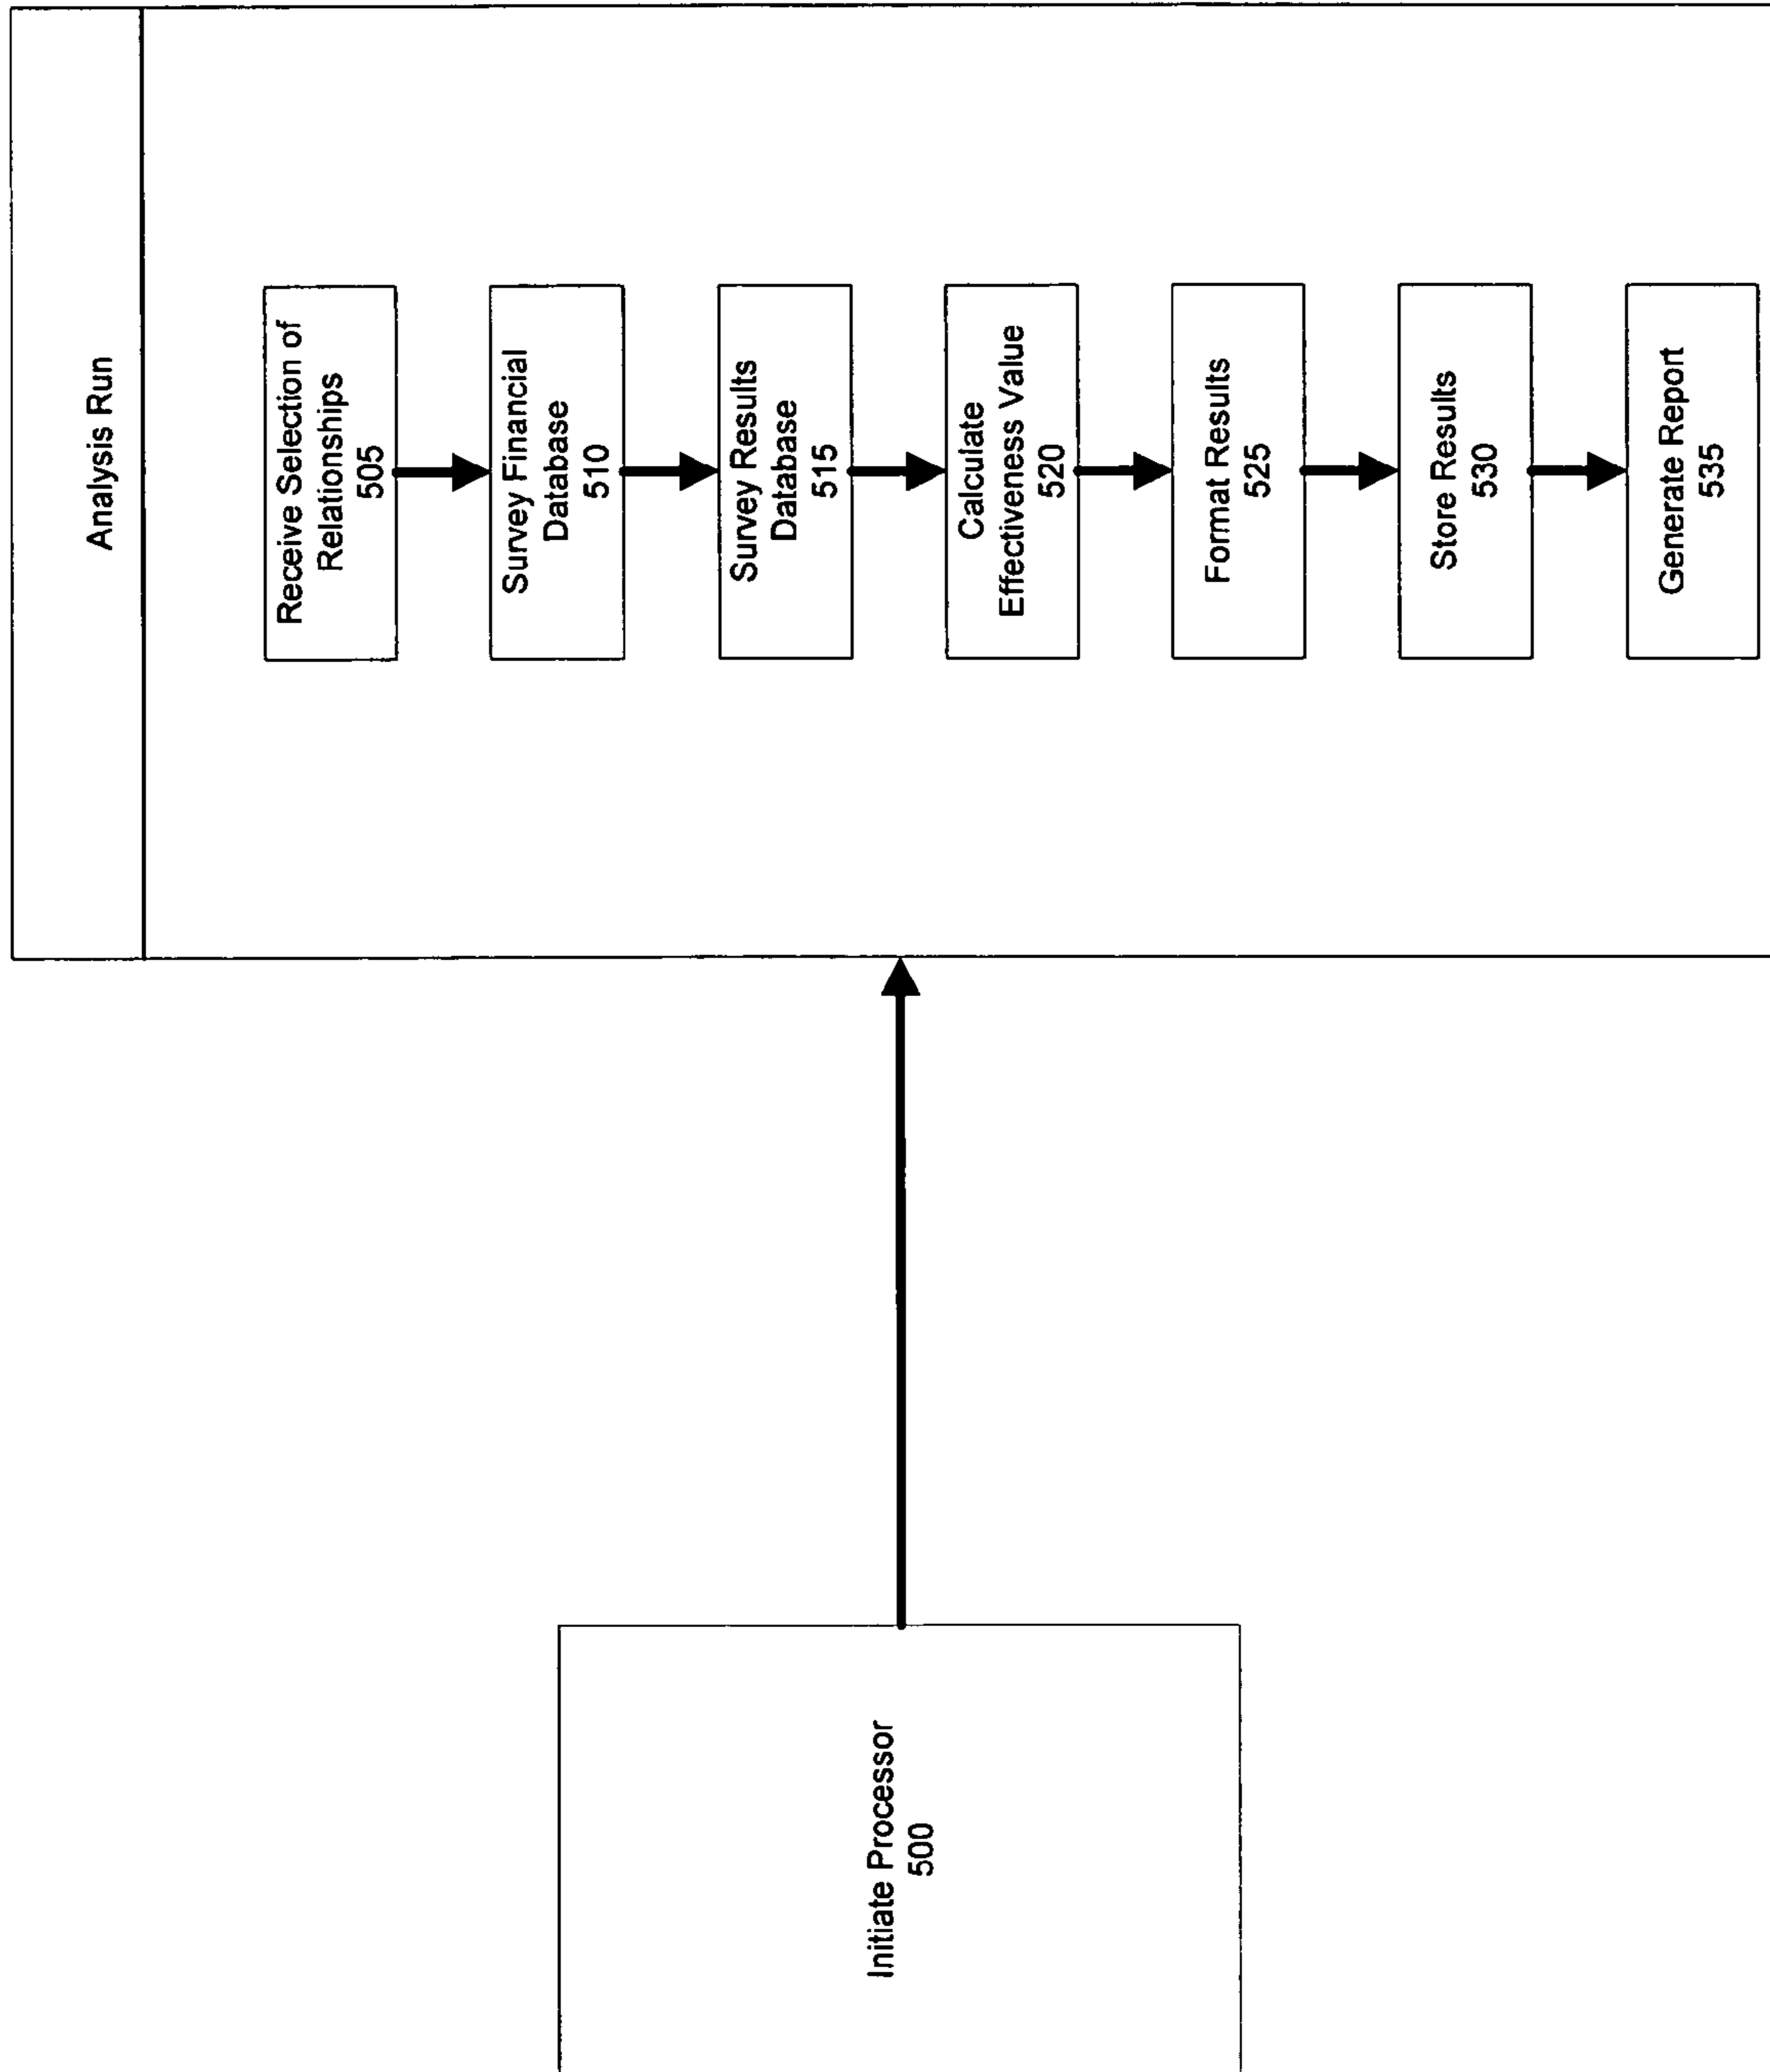 Initiate Processor
500
Analysis Run
Receive Selection of
Relationships
505
Survey Financial
Database
510
Survey Results
Database
515
Calculate
Effectiveness Value
520
Format Results
525
Store Results
530
Generate Report
535